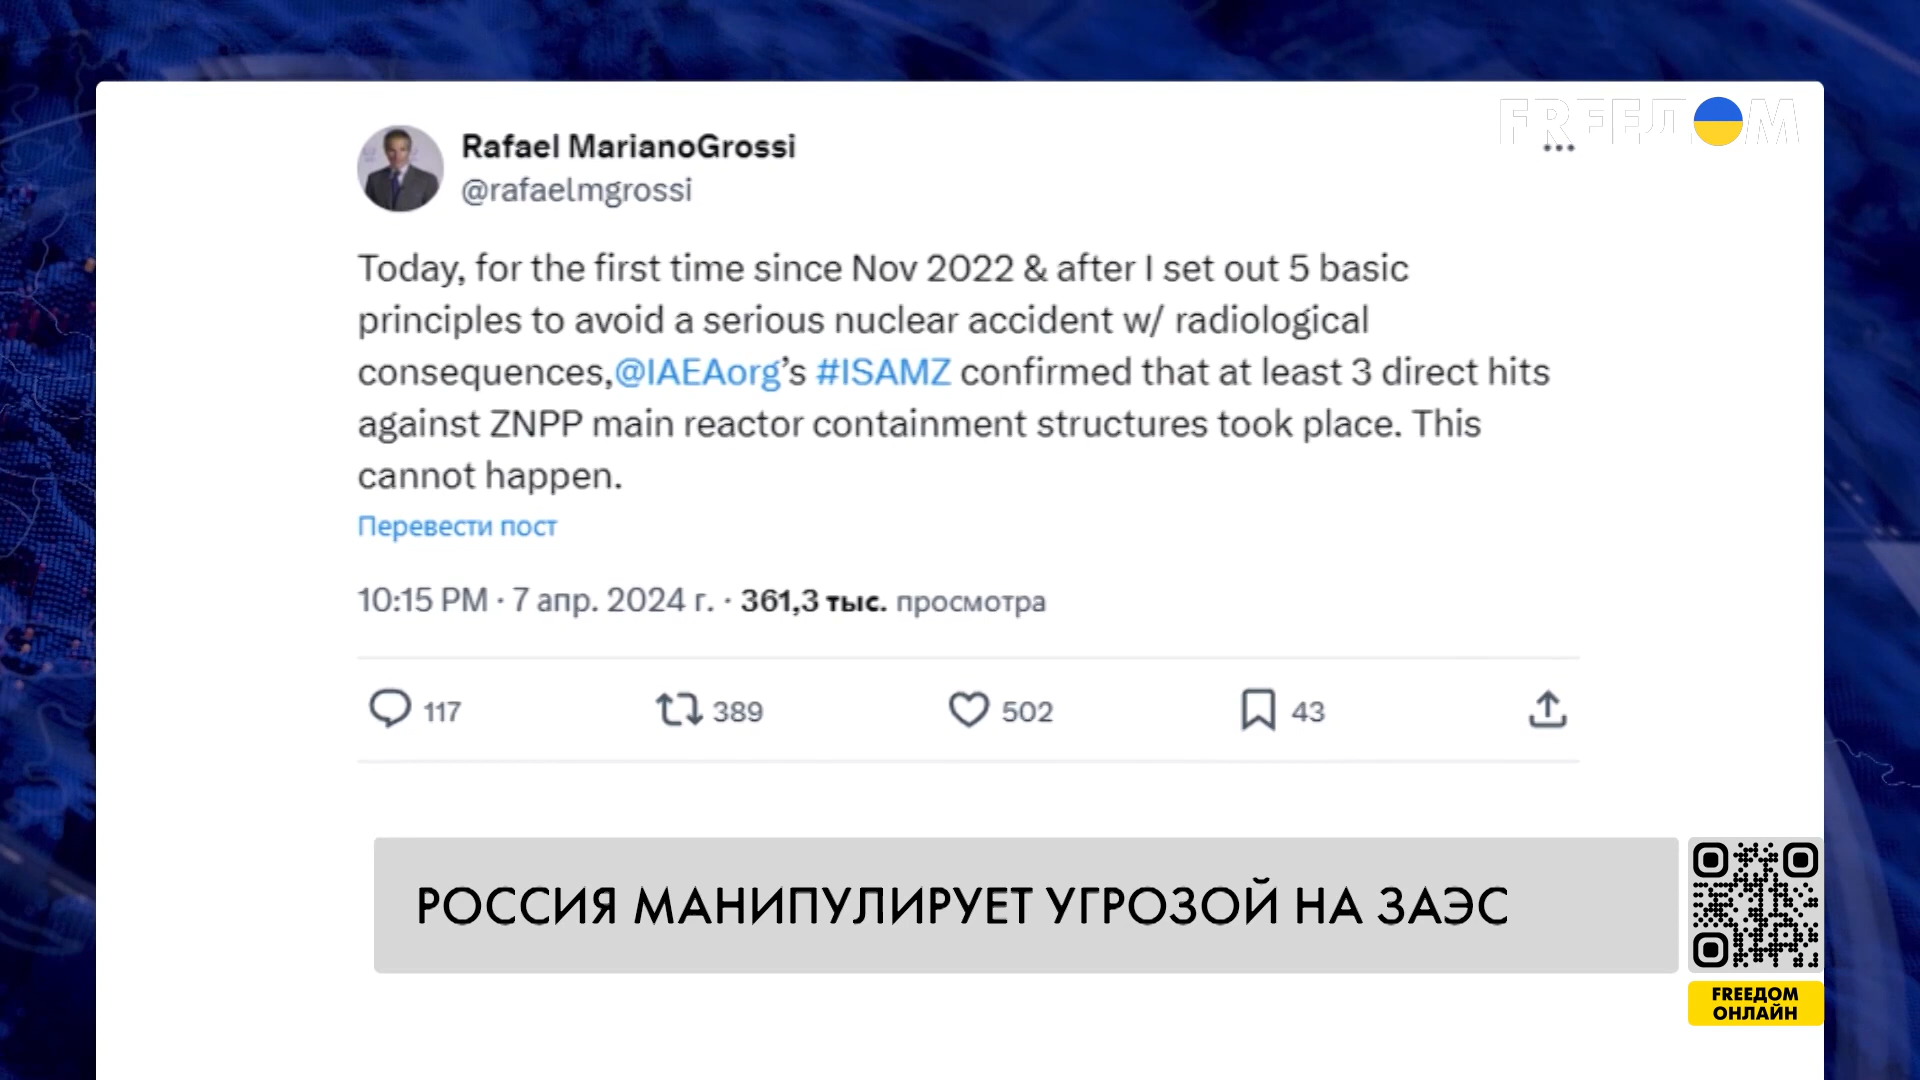 FREEДOM
Rafael MarianoGrossi
@rafaelmgrossi
Today, for the first time since Nov 2022 & after I set out 5 basic
principles to avoid a serious nuclear accident w/ radiological
consequences,@IAEAorg’s #ISAMZ confirmed that at least 3 direct hits
against ZNPP main reactor containment structures took place. This
cannot happen.
Перевести пост
10:15 PM · 7 апр. 2024 г. · 361,3 тыс. просмотра
117 389 502 43
РОССИЯ МАНИПУЛИРУЕТ УГРОЗОЙ НА ЗАЭС
FREEДОМ
ОНЛАЙН